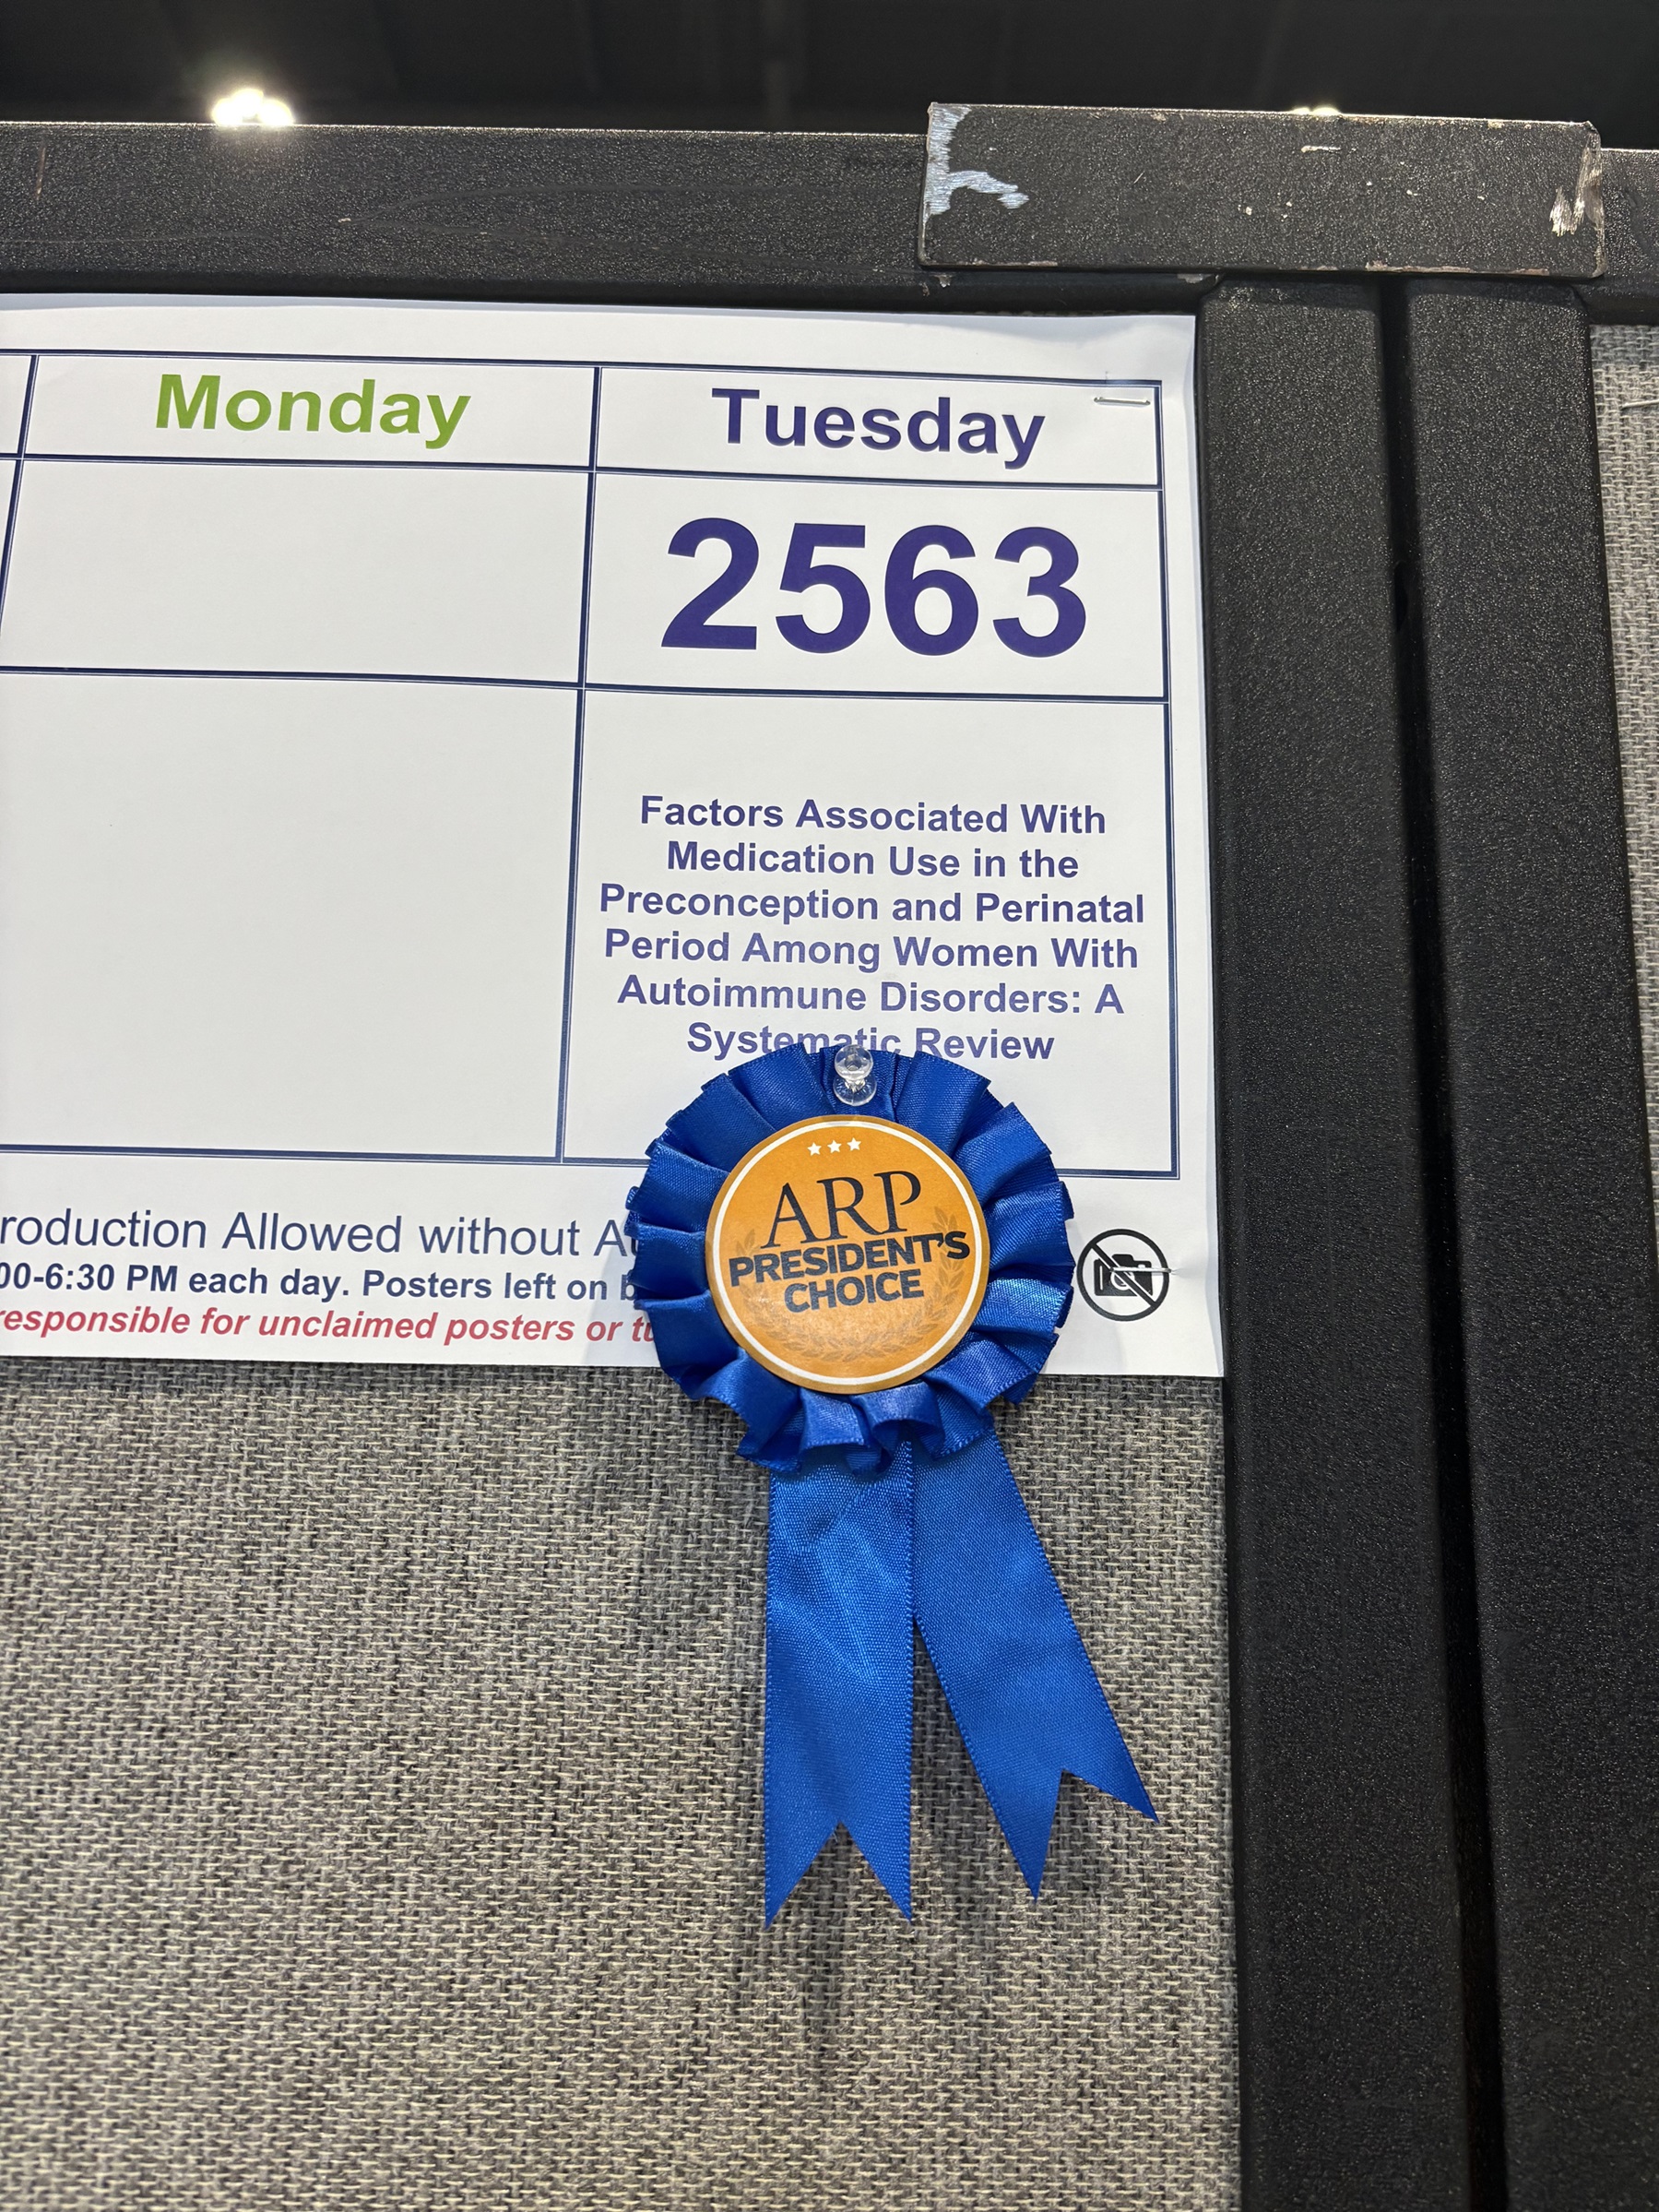 Monday
Tuesday
2563
Factors Associated With
Medication Use in the
Preconception and Perinatal
Period Among Women With
Autoimmune Disorders: A
Systematic Review
Allowed without
00-6:30 PM each day. Posters left on
responsible for unclaimed posters or
ARP
PRESIDENT'S
CHOICE